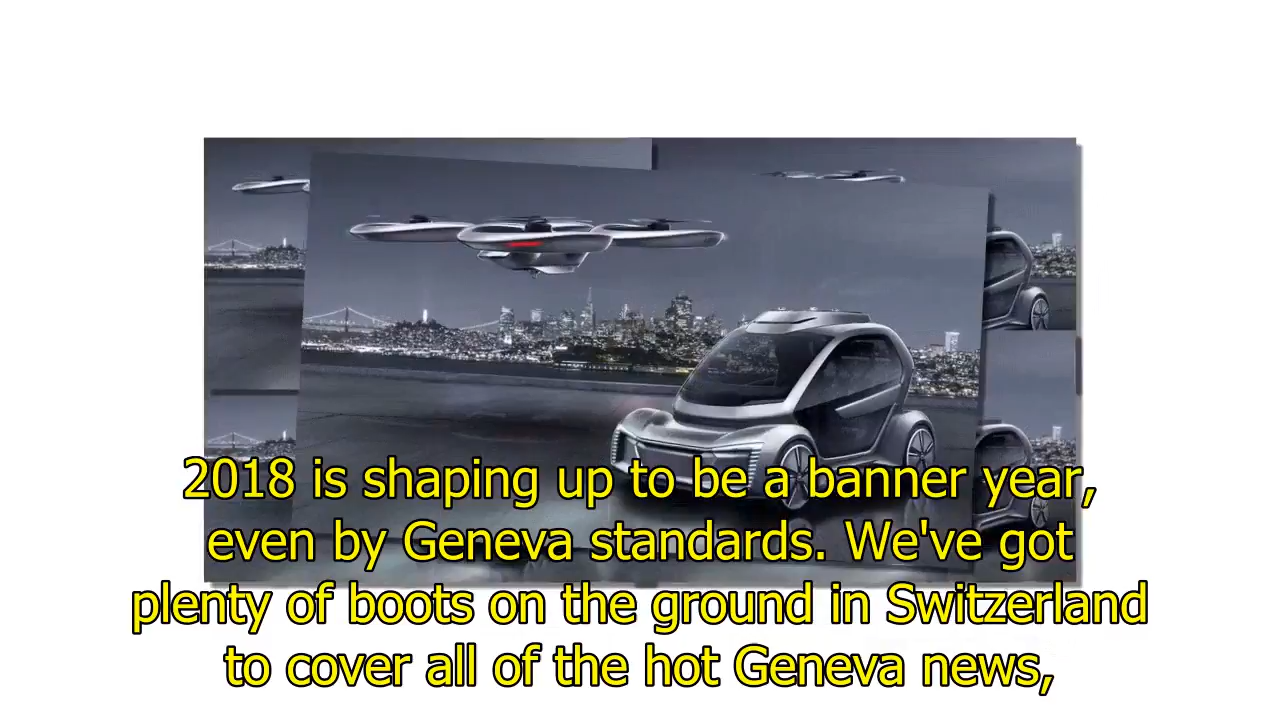 2018 is shaping up to be a banner year,
even by Geneva standards. We've got
plenty of boots on the ground in Switzerland
to cover all of the hot Geneva news,